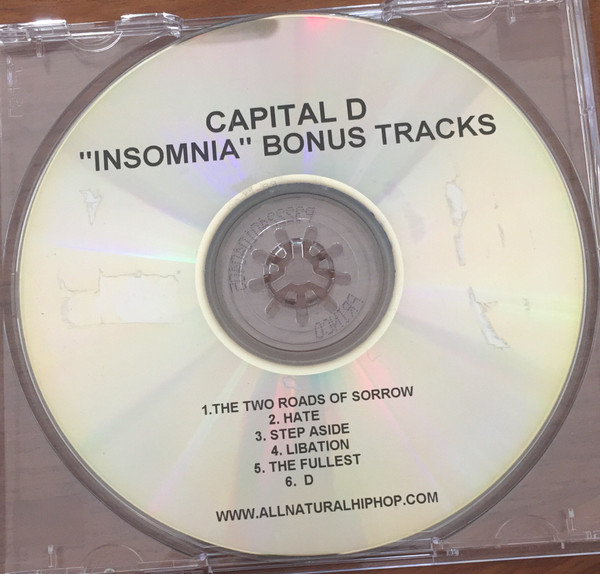 CAPITAL D
"INSOMNIA" BONUS TRACKS
1.THE TWO ROADS OF SORROW
2. HATE
3. STEP ASIDE
4. LIBATION
5. THE FULLEST
6. D
WWW.ALLNATURALHIPHOP.COM